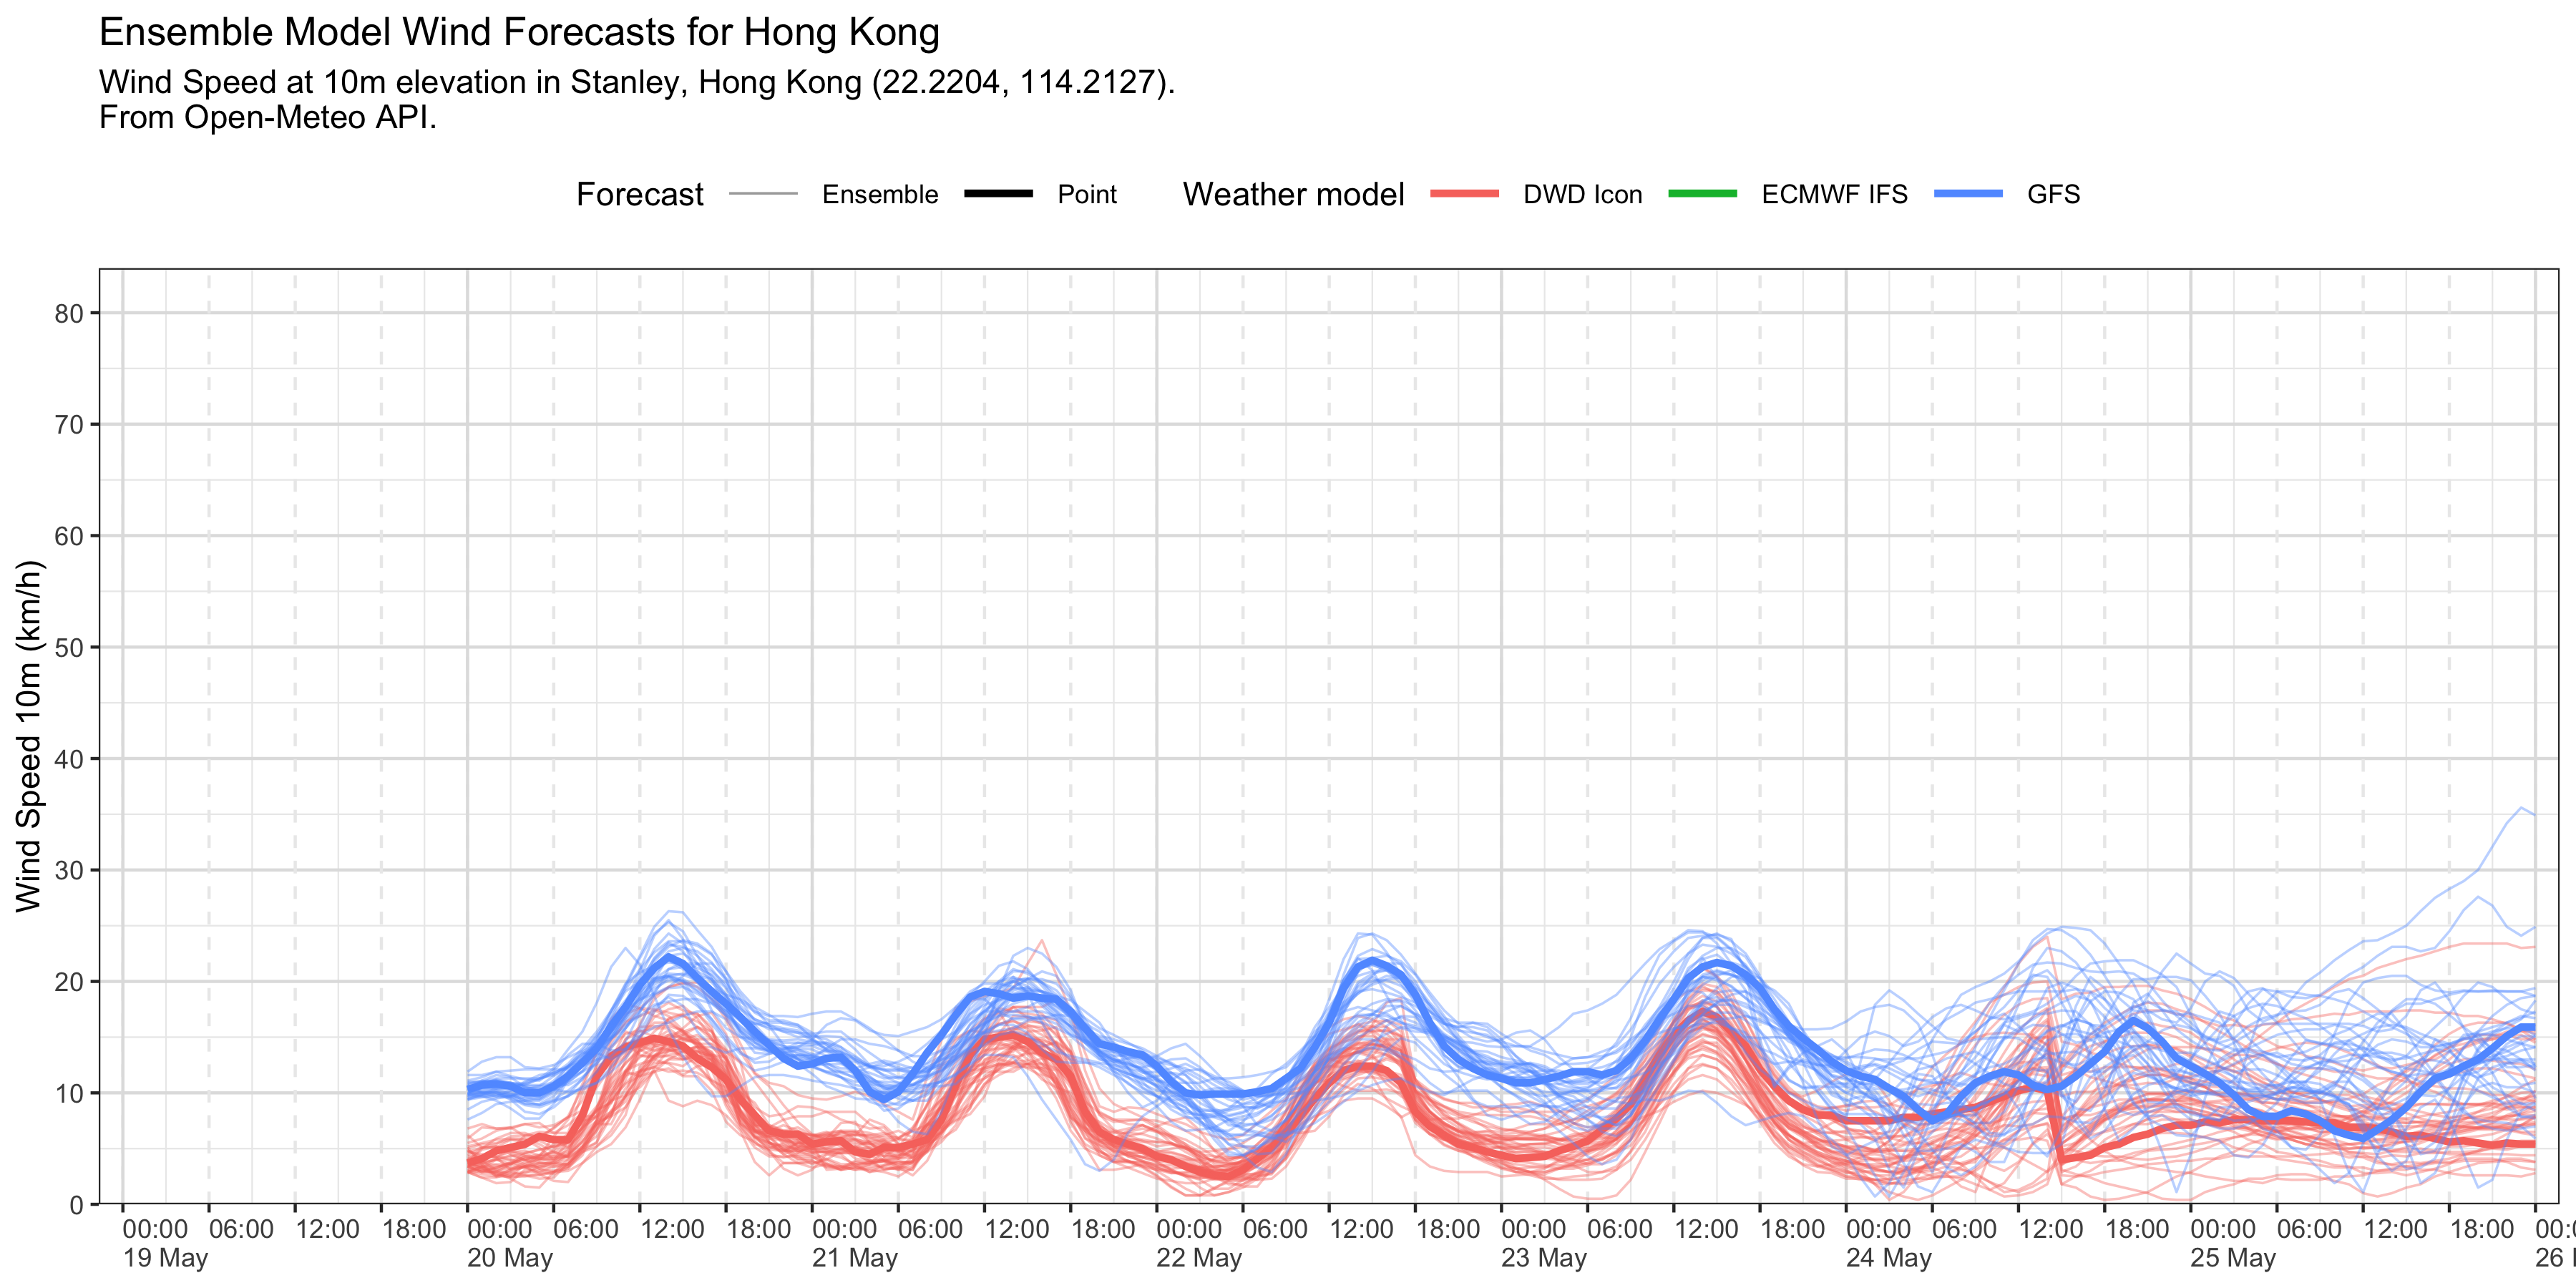 Ensemble Model Wind Forecasts for Hong Kong
Wind Speed at 10m elevation in Stanley, Hong Kong (22.2204, 114.2127).
From Open-Meteo API.
Forecast Ensemble Point Weather model DWD Icon ECMWF IFS GFS
Wind Speed 10m (km/h)
80
70
60
50
40
30
20
10
0
00:00 06:00 12:00 18:00 00:00 06:00 12:00 18:00 00:00 06:00 12:00 18:00 00:00 06:00 12:00 18:00 00:00 06:00 12:00 18:00 00:00 06:00 12:00 18:00 00:00 06:00 12:00 18:00
19 May 20 May 21 May 22 May 23 May 24 May 25 May 26